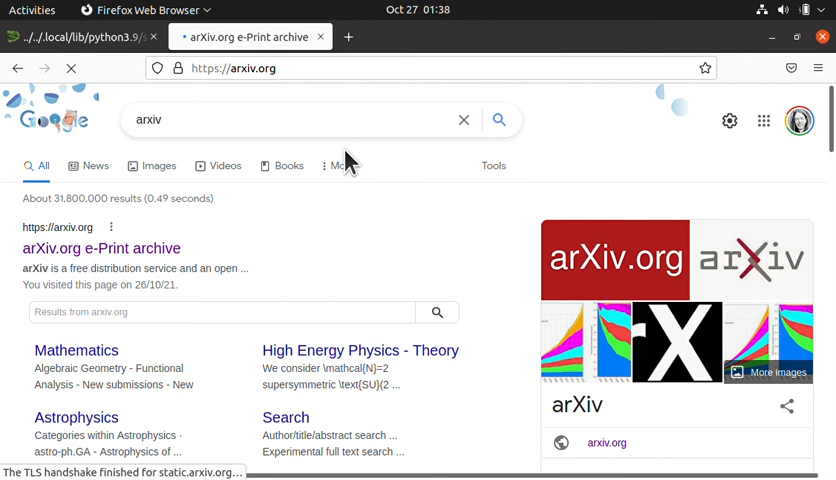 Activities Firefox Web Browser Oct 27 01:38
../../.local/lib/python3.9/s arXiv.org e-Print archive
https://arxiv.org
Google arxiv
All News Images Videos Books Tools
About 31,800,000 results (0.49 seconds)
https://arxiv.org
arXiv.org e-Print archive
arXiv is a free distribution service and an open ...
You visited this page on 26/10/21.
Results from arxiv.org
Mathematics
Algebraic Geometry - Functional
Analysis - New submissions - New
High Energy Physics - Theory
We consider \mathcal{N}=2
supersymmetric \text{SU}(2 ...
Astrophysics
Categories within Astrophysics ·
astro-ph.GA - Astrophysics of ...
Search
Author/title/abstract search ...
Experimental full text search ...
arXiv.org
arXiv
X
More images
arXiv
arxiv.org
The TLS handshake finished for static.arxiv.org...